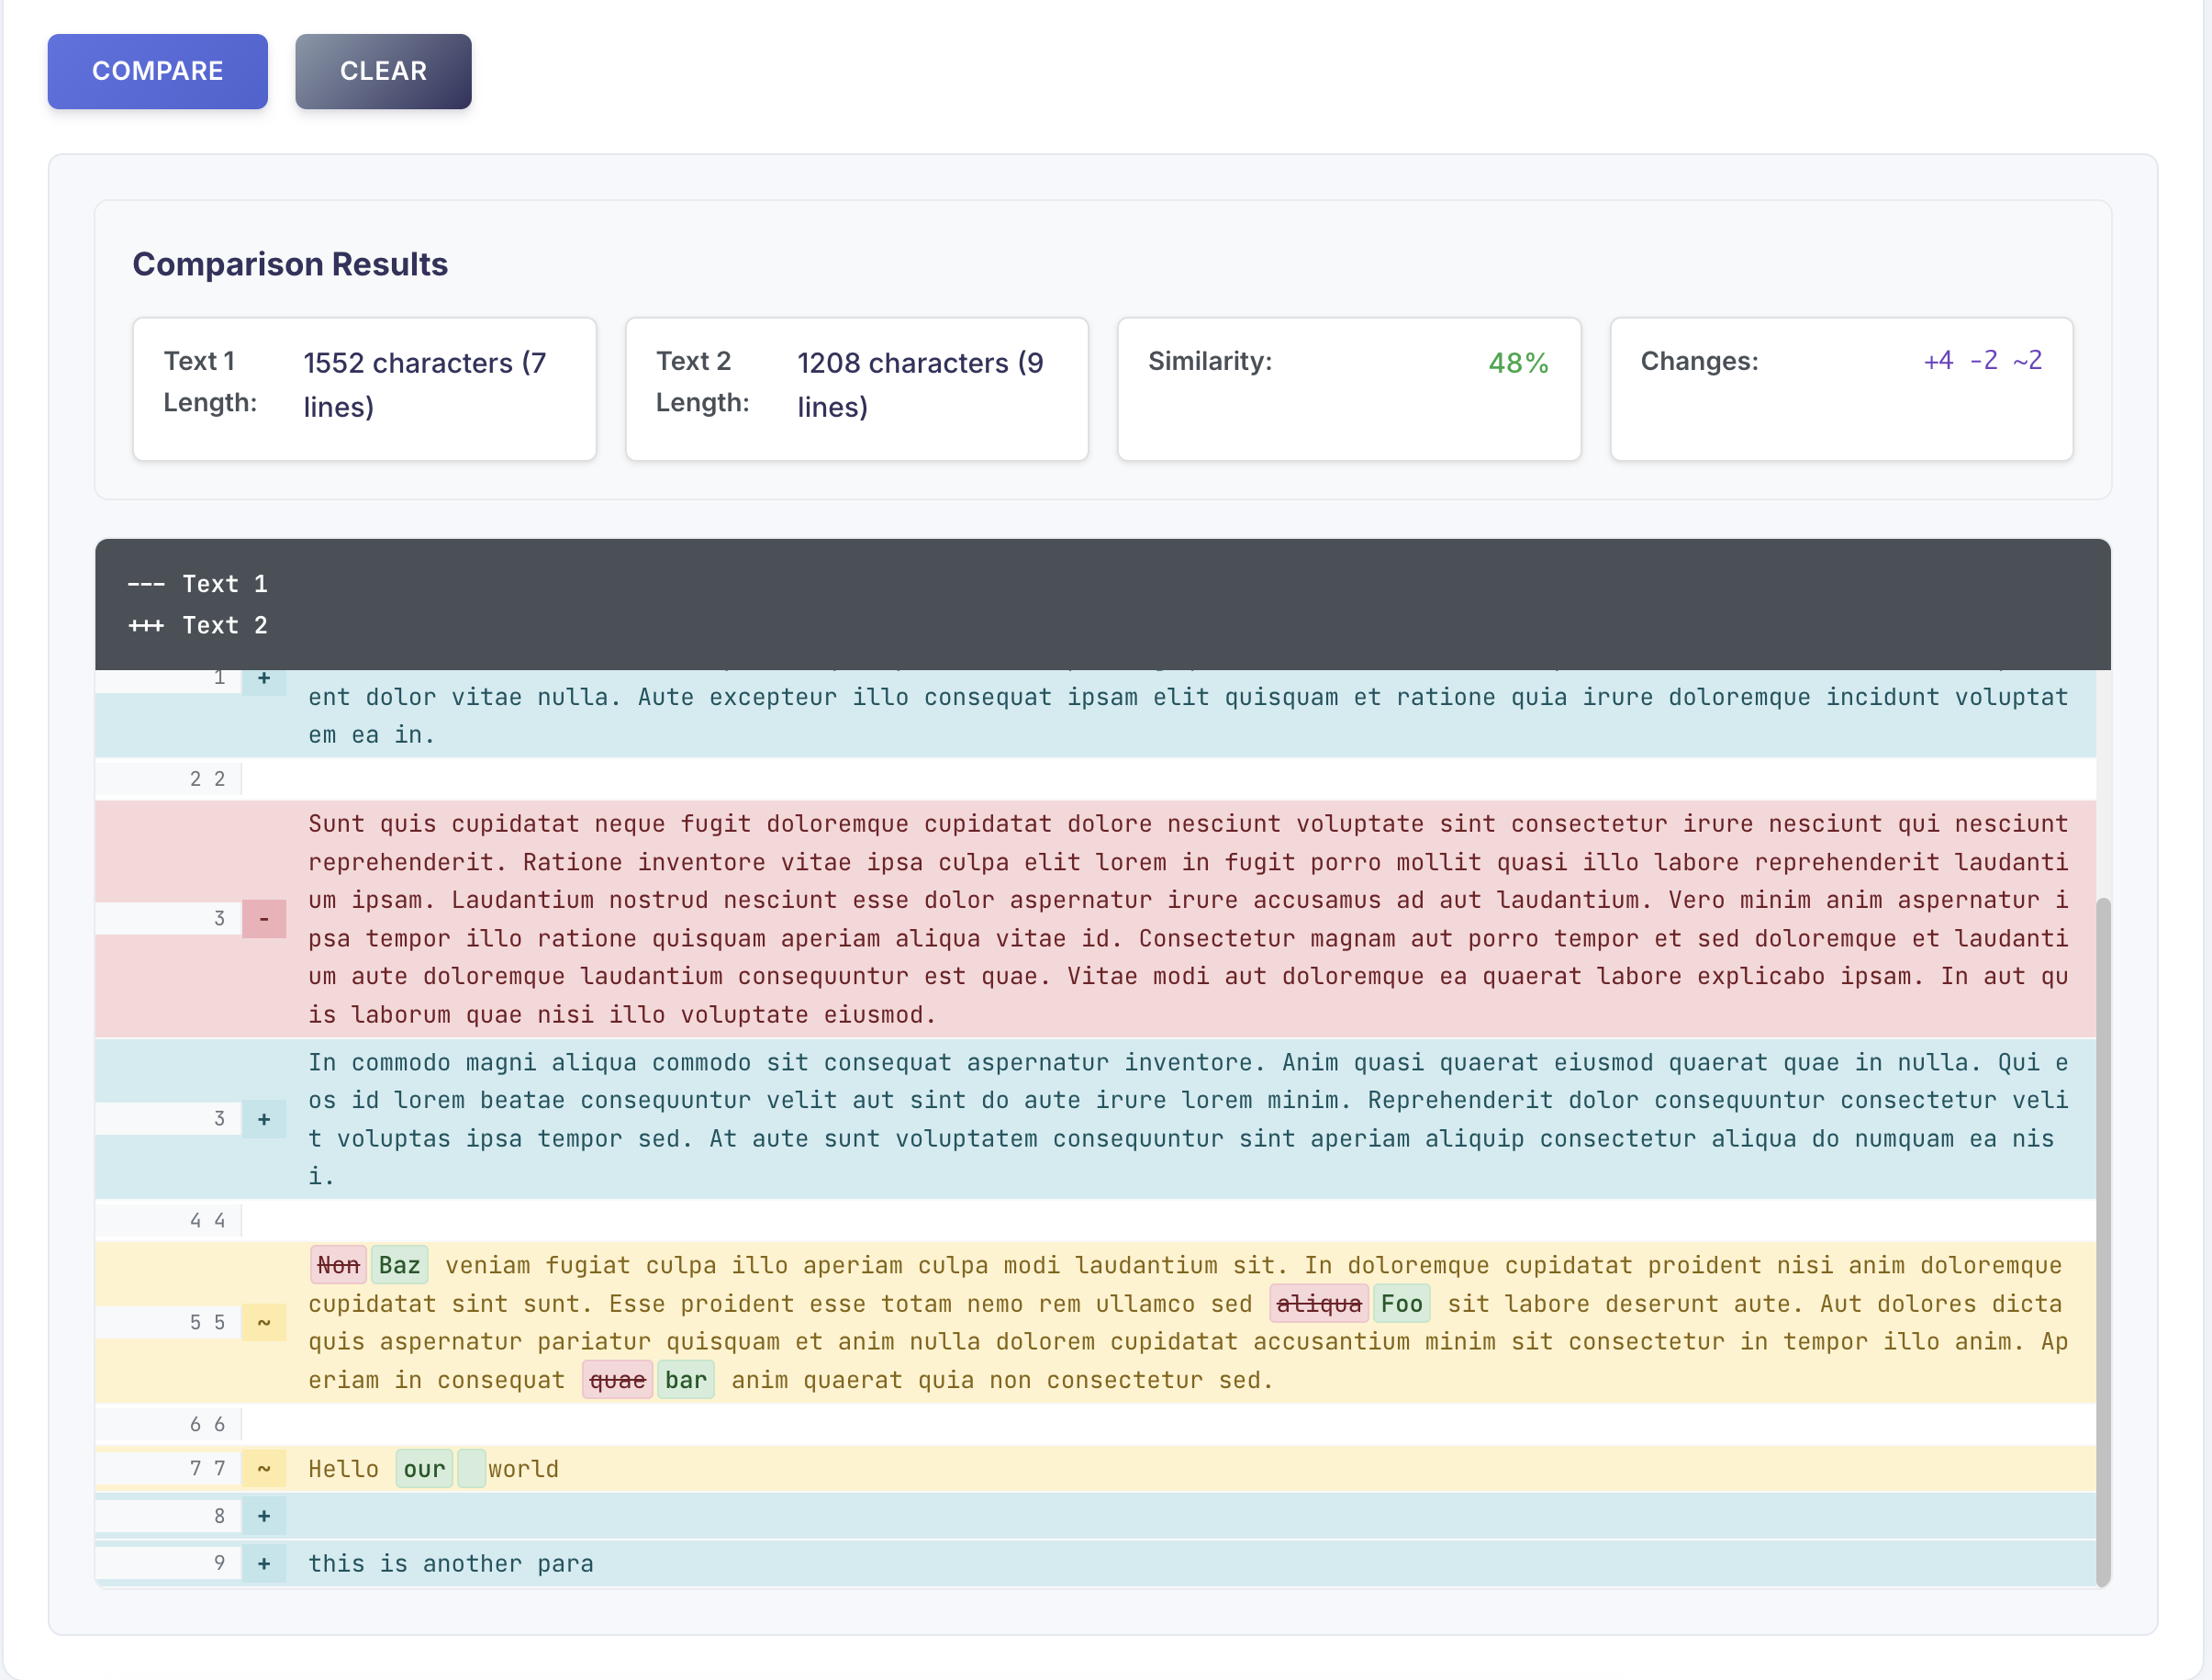 COMPARE
CLEAR
Comparison Results
Text 1 Length:
1552 characters (7 lines)
Text 2 Length:
1208 characters (9 lines)
Similarity:
48%
Changes:
+4 -2 ~2
--- Text 1
+++ Text 2
1 +
ent dolor vitae nulla. Aute excepteur illo consequat ipsam elit quisquam et ratione quia irure doloremque incidunt voluptat
em ea in.
2 2
Sunt quis cupidatat neque fugit doloremque cupidatat dolore nesciunt voluptate sint consectetur irure nesciunt qui nesciunt
reprehenderit. Ratione inventore vitae ipsa culpa elit lorem in fugit porro mollit quasi illo labore reprehenderit laudanti
um ipsam. Laudantium nostrud nesciunt esse dolor aspernatur irure accusamus ad aut laudantium. Vero minim anim aspernatur i
3 -
psa tempor illo ratione quisquam aperiam aliqua vitae id. Consectetur magnam aut porro tempor et sed doloremque et laudanti
um aute doloremque laudantium consequuntur est quae. Vitae modi aut doloremque ea quaerat labore explicabo ipsam. In aut qu
is laborum quae nisi illo voluptate eiusmod.
In commodo magni aliqua commodo sit consequat aspernatur inventore. Anim quasi quaerat eiusmod quaerat quae in nulla. Qui e
os id lorem beatae consequuntur velit aut sint do aute irure lorem minim. Reprehenderit dolor consequuntur consectetur veli
3 +
t voluptas ipsa tempor sed. At aute sunt voluptatem consequuntur sint aperiam aliquip consectetur aliqua do numquam ea nis
i.
4 4
Non Baz veniam fugiat culpa illo aperiam culpa modi laudantium sit. In doloremque cupidatat proident nisi anim doloremque
cupidatat sint sunt. Esse proident esse totam nemo rem ullamco sed aliqua Foo sit labore deserunt aute. Aut dolores dicta
5 5 ~
quis aspernatur pariatur quisquam et anim nulla dolorem cupidatat accusantium minim sit consectetur in tempor illo anim. Ap
eriam in consequat quae bar anim quaerat quia non consectetur sed.
6 6
7 7 ~ Hello our world
8 +
9 + this is another para